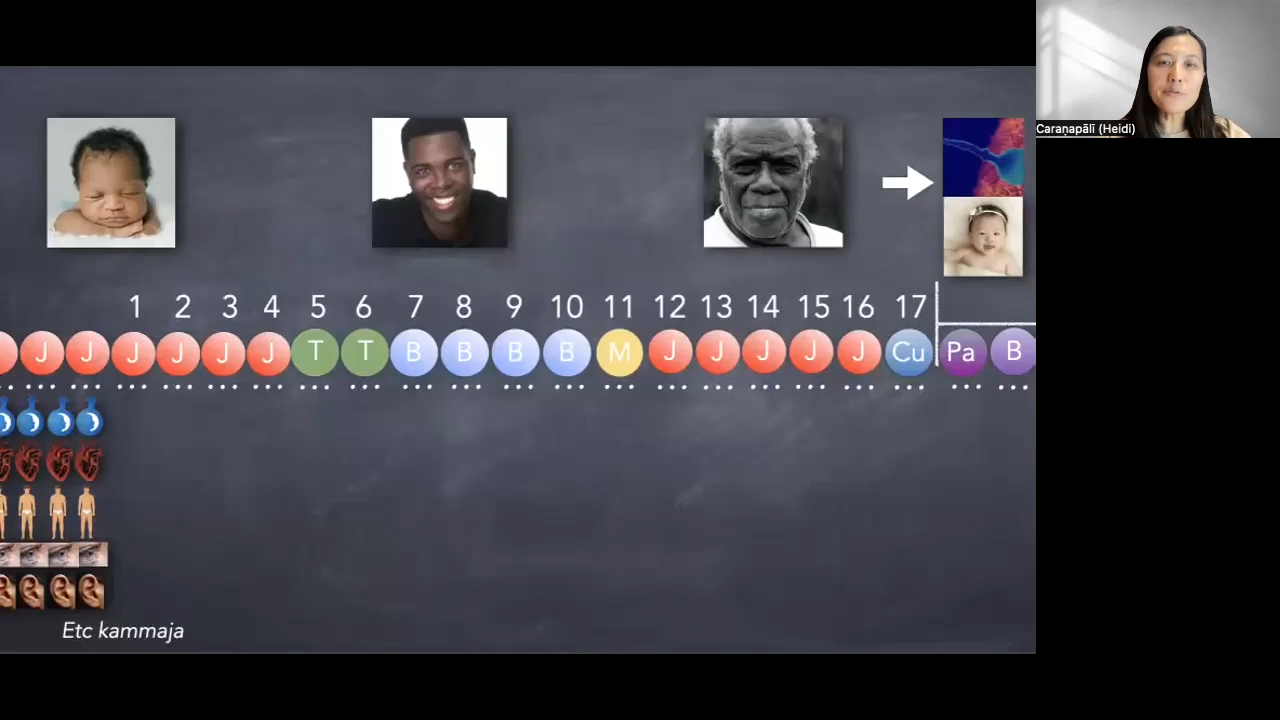 Caraṇapālī (Heidi)
1 2 3 4 5 6 7 8 9 10 11 12 13 14 15 16 17
J J J J J J T T B B B B M J J J J J Cu Pa B
Etc kammaja